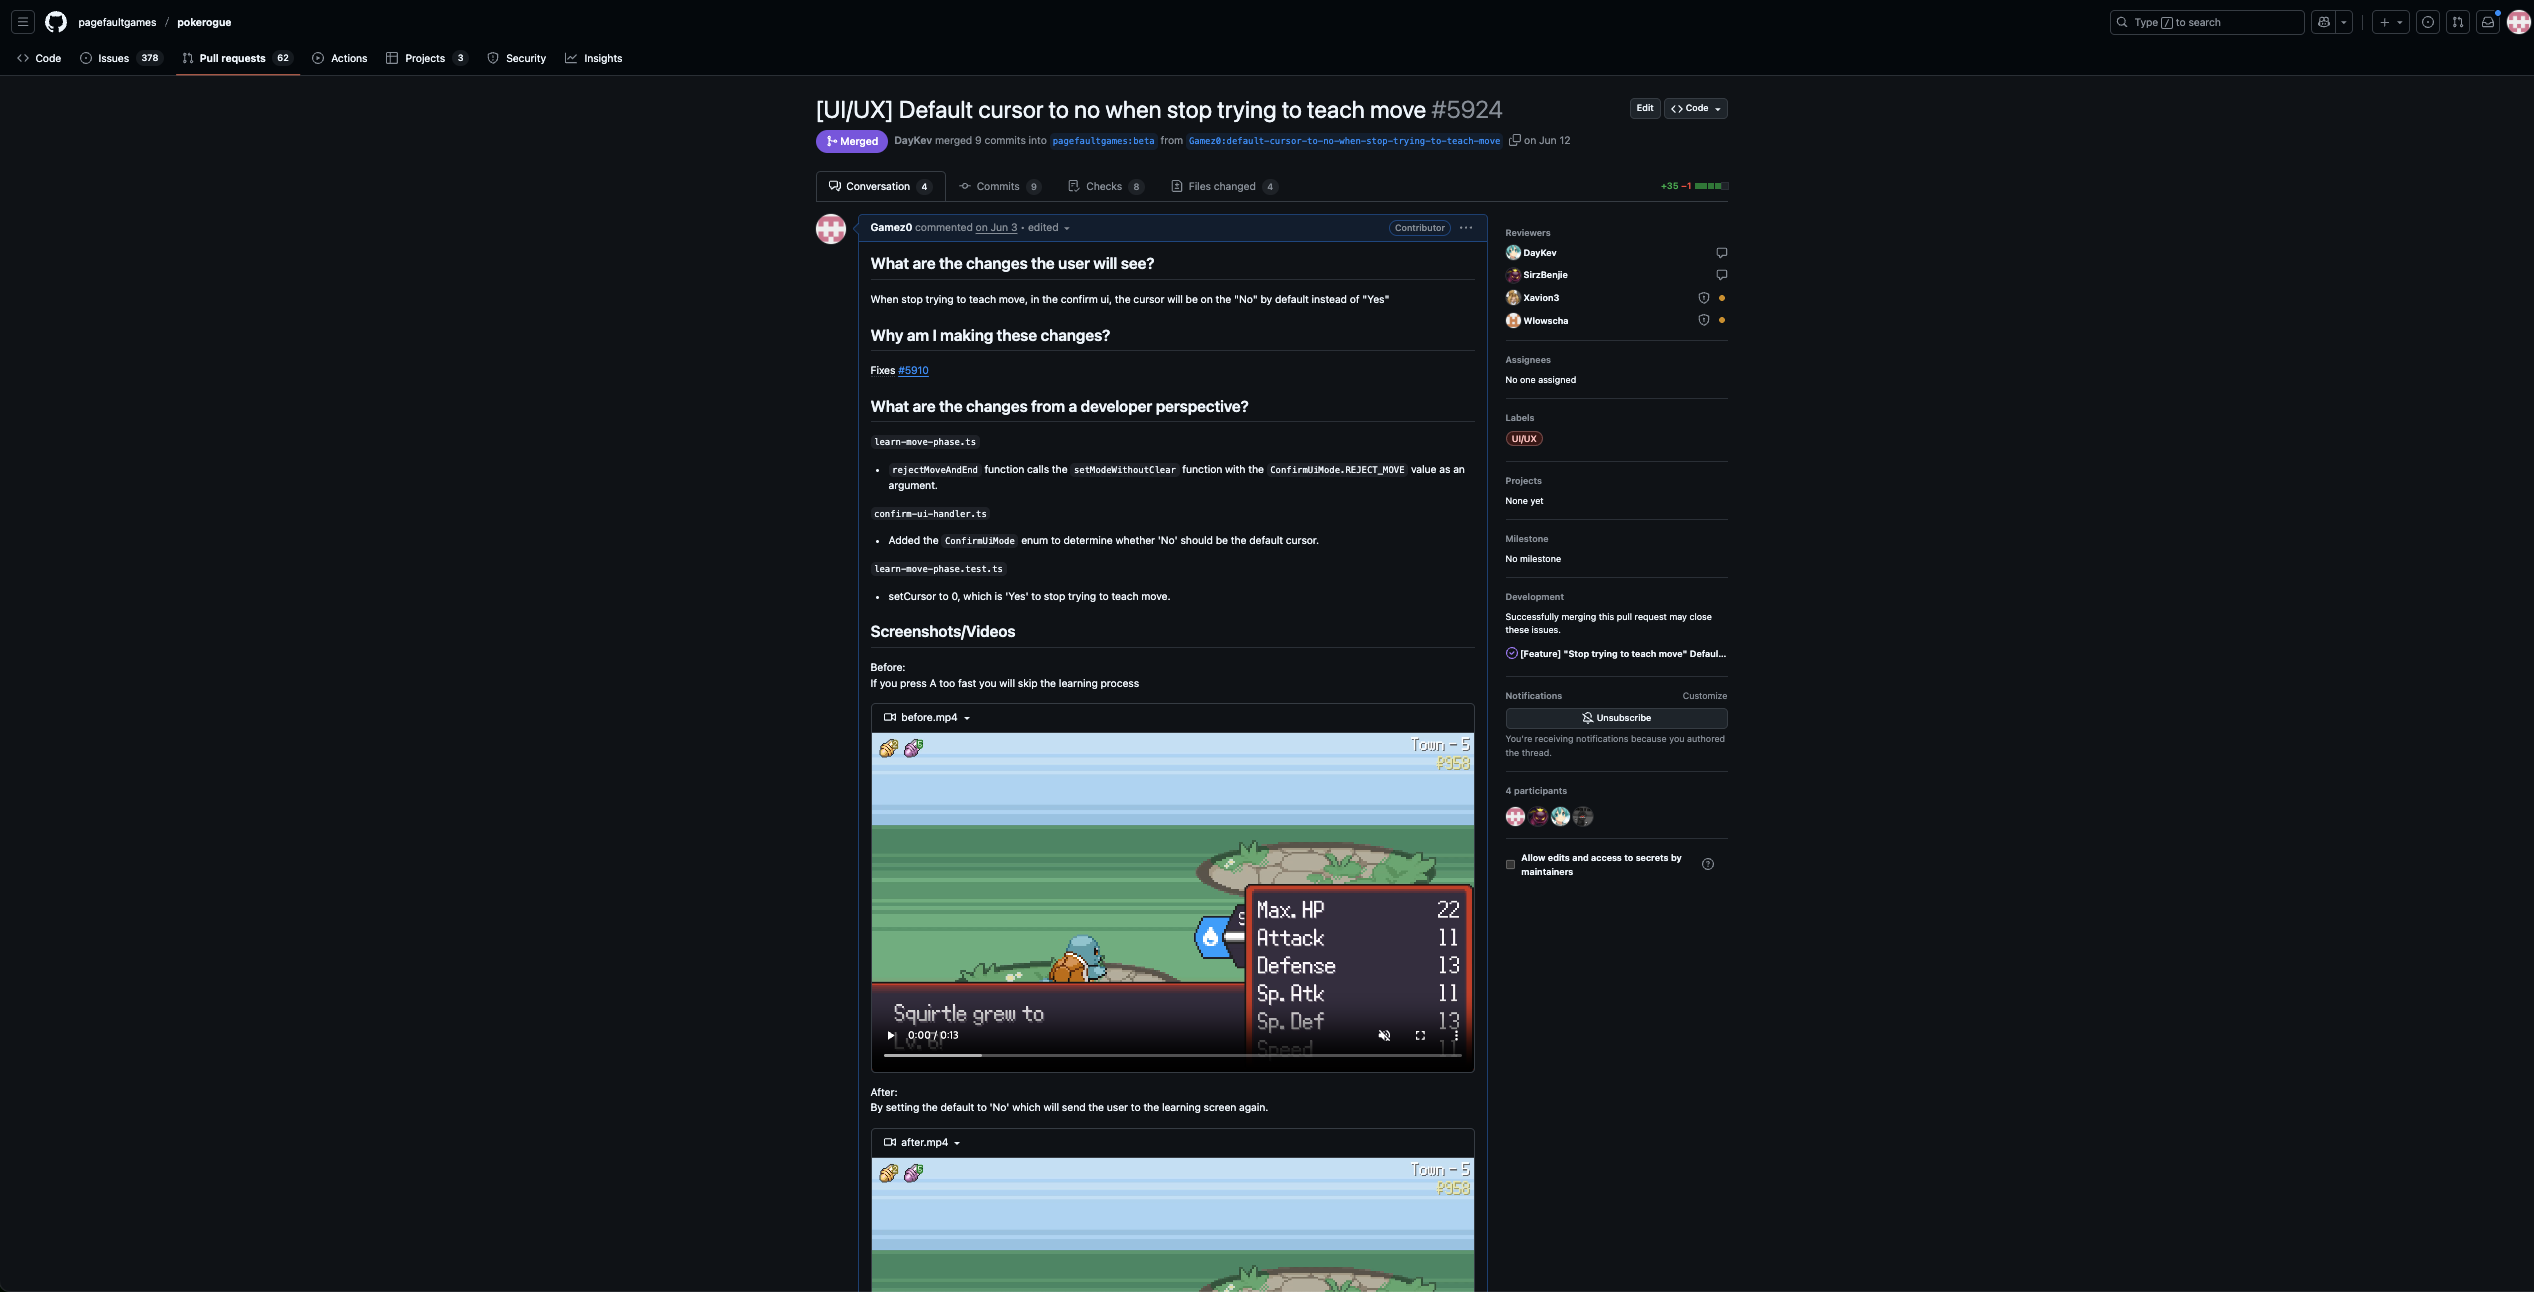 pagefaultgames / pokerogue
Type / to search
Code
Issues 378
Pull requests 62
Actions
Projects 3
Security
Insights
[UI/UX] Default cursor to no when stop trying to teach move #5924
Edit
Code
Merged
DayKev merged 9 commits into pagefaultgames:beta from Gamez0:default-cursor-to-no-when-stop-trying-to-teach-move on Jun 12
Conversation 4
Commits 9
Checks 8
Files changed 4
+35 −1
Gamez0 commented on Jun 3 • edited
Contributor
What are the changes the user will see?
When stop trying to teach move, in the confirm ui, the cursor will be on the "No" by default instead of "Yes"
Why am I making these changes?
Fixes #5910
What are the changes from a developer perspective?
learn-move-phase.ts
• rejectMoveAndEnd function calls the setModeWithoutClear function with the ConfirmUiMode.REJECT_MOVE value as an
argument.
confirm-ui-handler.ts
• Added the ConfirmUiMode enum to determine whether 'No' should be the default cursor.
learn-move-phase.test.ts
• setCursor to 0, which is 'Yes' to stop trying to teach move.
Screenshots/Videos
Before:
If you press A too fast you will skip the learning process
before.mp4
Town - 5
₽958
Max. HP 22
Attack 11
Defense 13
Sp. Atk 11
Sp. Def 13
Speed 11
Squirtle grew to
Lv. 6!
0:00 / 0:13
After:
By setting the default to 'No' which will send the user to the learning screen again.
after.mp4
Town - 5
₽958
Reviewers
DayKev
SirzBenjie
Xavion3
Wlowscha
Assignees
No one assigned
Labels
UI/UX
Projects
None yet
Milestone
No milestone
Development
Successfully merging this pull request may close
these issues.
[Feature] "Stop trying to teach move" Defaul...
Notifications
Customize
Unsubscribe
You're receiving notifications because you authored
the thread.
4 participants
Allow edits and access to secrets by
maintainers